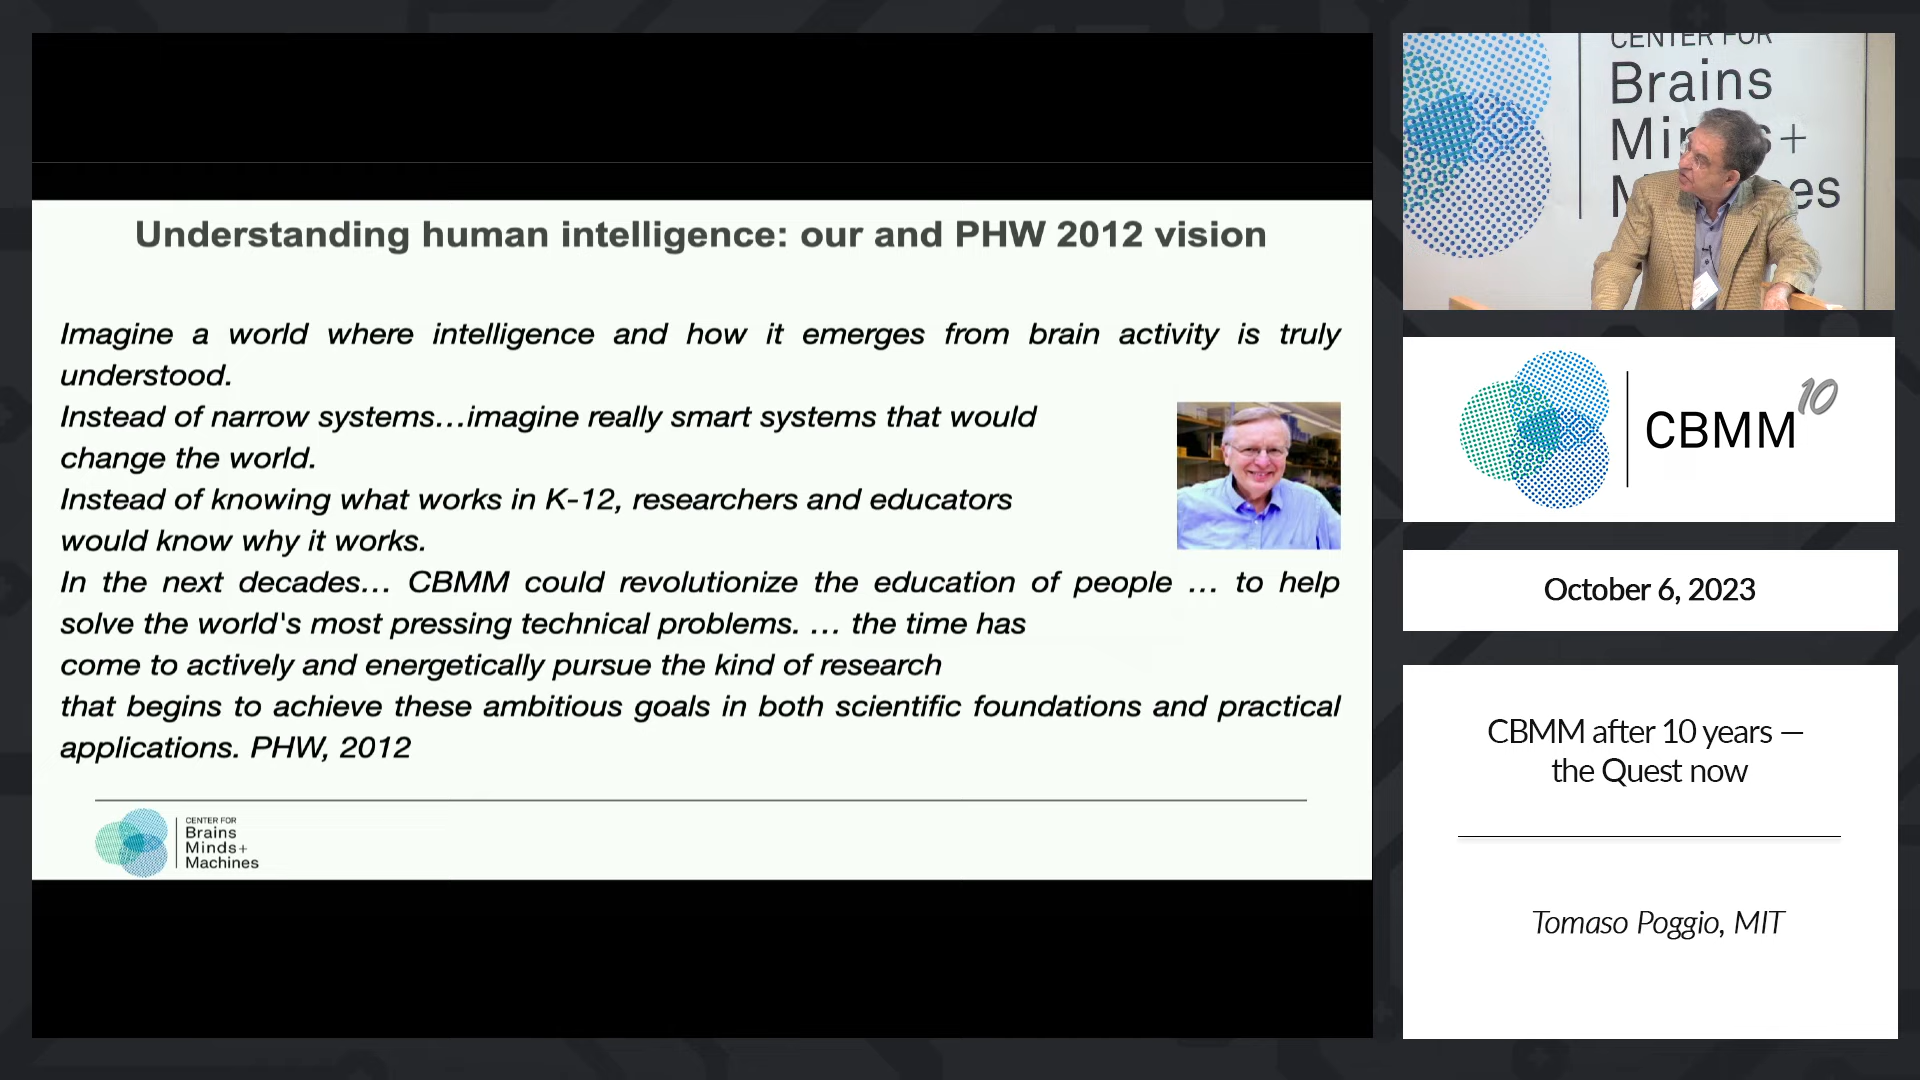 Understanding human intelligence: our and PHW 2012 vision
Imagine a world where intelligence and how it emerges from brain activity is truly
understood.
Instead of narrow systems…imagine really smart systems that would
change the world.
Instead of knowing what works in K-12, researchers and educators
would know why it works.
In the next decades… CBMM could revolutionize the education of people … to help
solve the world's most pressing technical problems. … the time has
come to actively and energetically pursue the kind of research
that begins to achieve these ambitious goals in both scientific foundations and practical
applications. PHW, 2012
CENTER FOR
Brains
Minds+
Machines
CENTER FOR
Brains
Mi s+
M es
CBMM10
October 6, 2023
CBMM after 10 years —
the Quest now
Tomaso Poggio, MIT